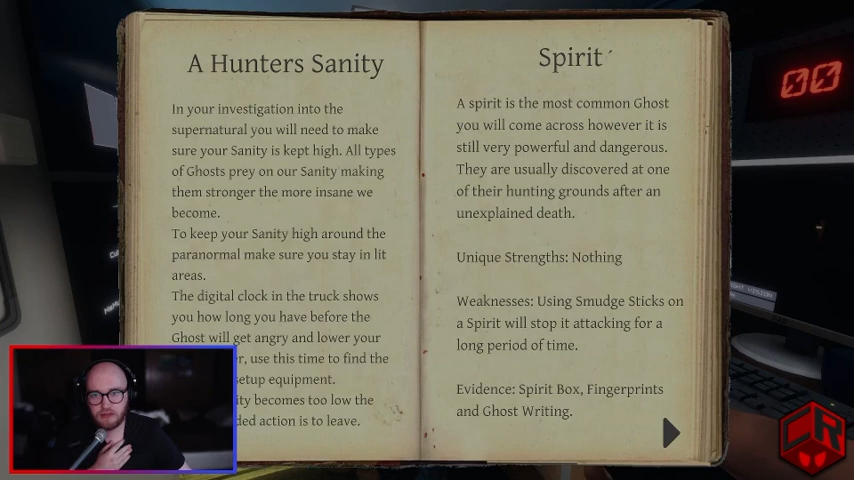 A Hunters Sanity
In your investigation into the
supernatural you will need to make
sure your Sanity is kept high. All types
of Ghosts prey on our Sanity making
them stronger the more insane we
become.
To keep your Sanity high around the
paranormal make sure you stay in lit
areas.
The digital clock in the truck shows
you how long you have before the
Ghost will get angry and lower your
use this time to find the
setup equipment.
becomes too low the
action is to leave.
Spirit
A spirit is the most common Ghost
you will come across however it is
still very powerful and dangerous.
They are usually discovered at one
of their hunting grounds after an
unexplained death.
Unique Strengths: Nothing
Weaknesses: Using Smudge Sticks on
a Spirit will stop it attacking for a
long period of time.
Evidence: Spirit Box, Fingerprints
and Ghost Writing.
00
CR